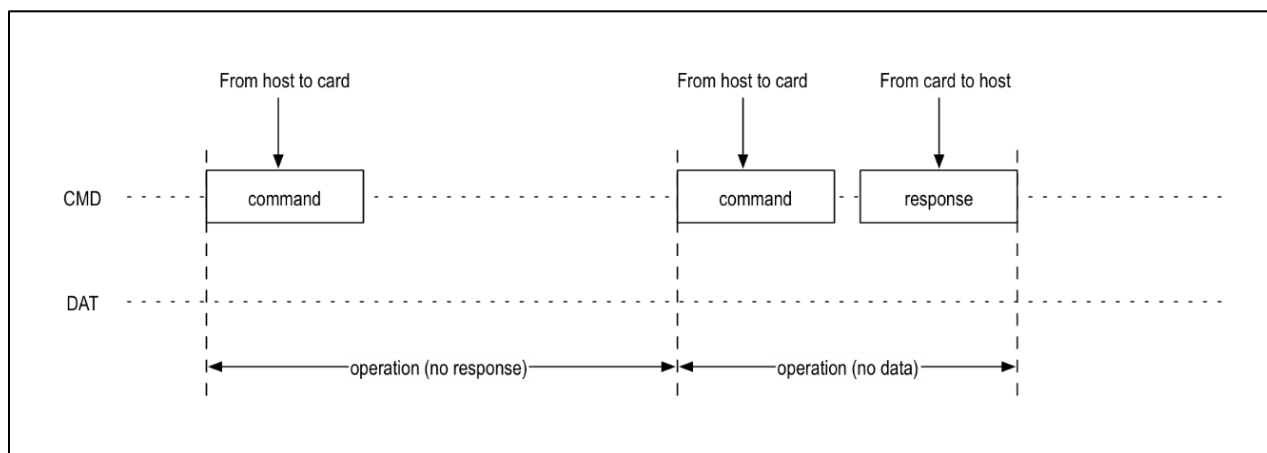 From host to card
From host to card
From card to host
CMD
command
command
response
DAT
operation (no response)
operation (no data)